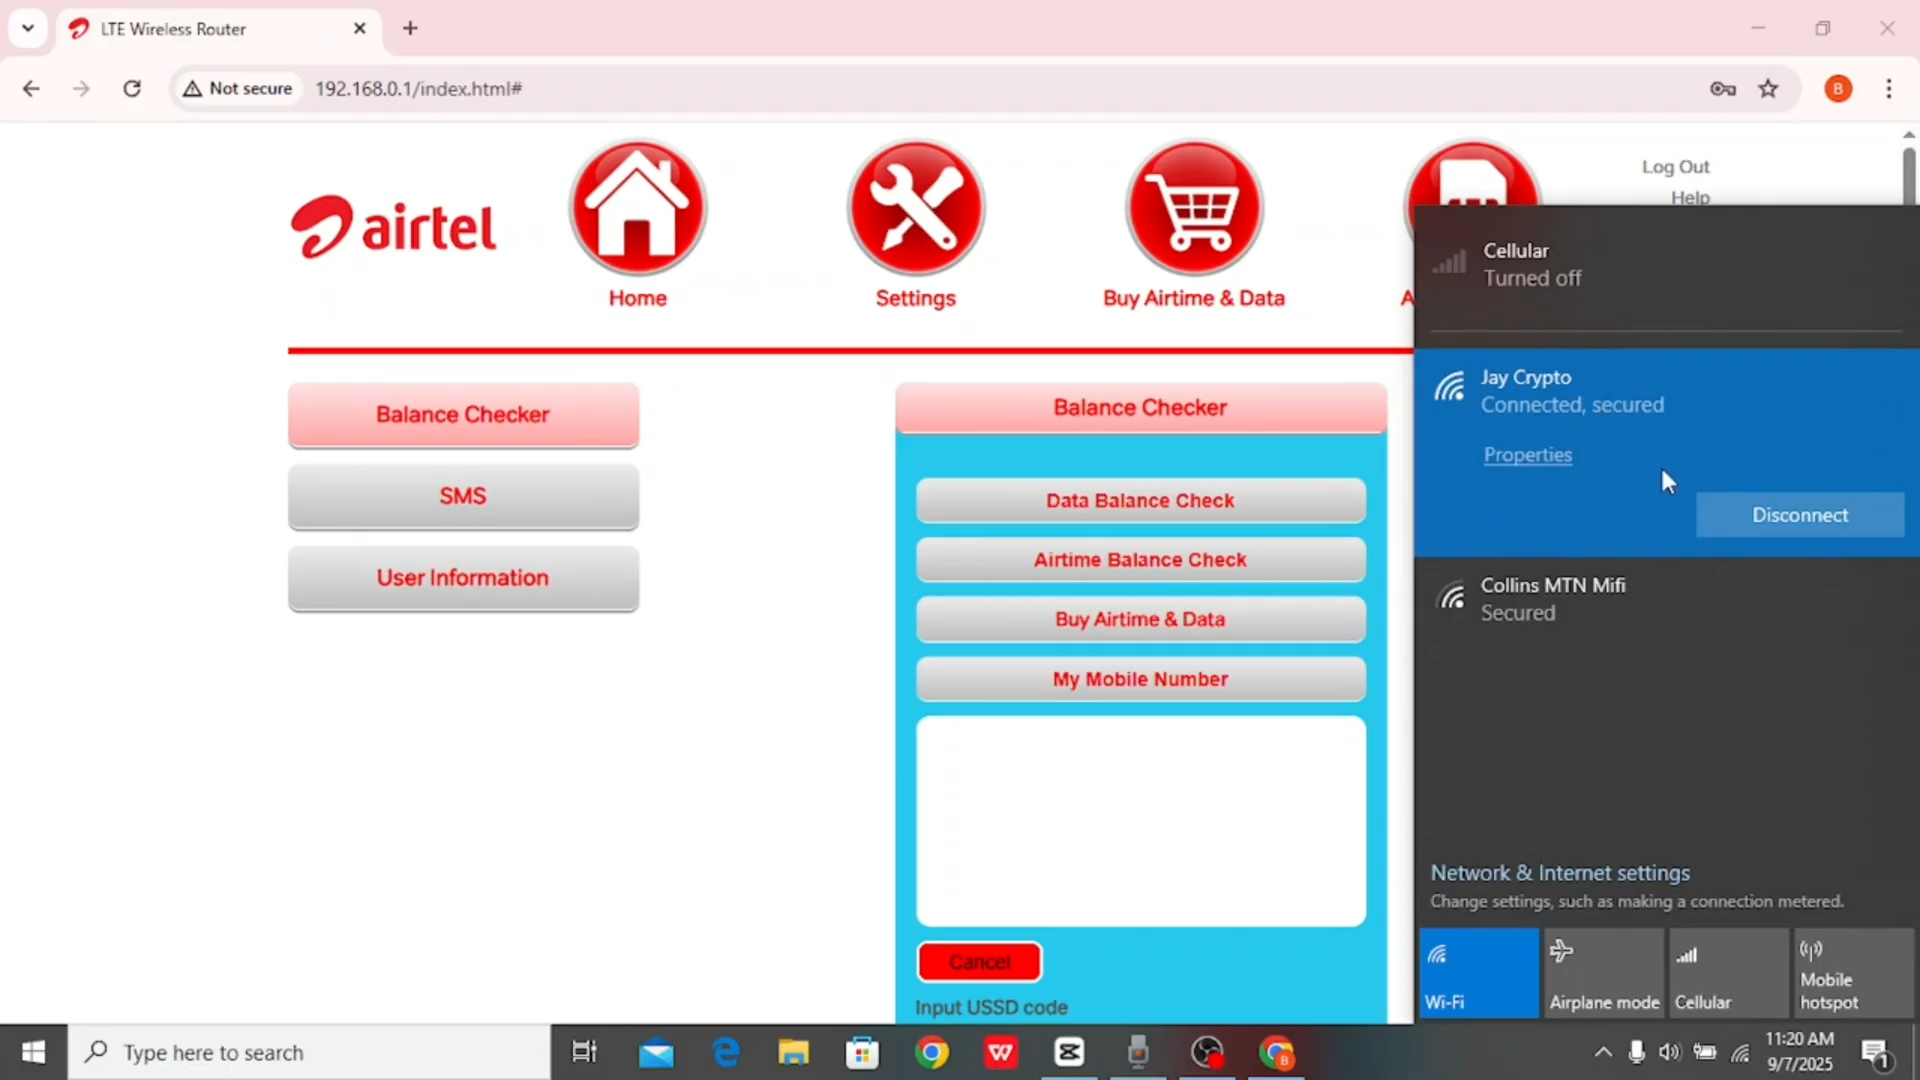 LTE Wireless Router
Not secure
192.168.0.1/index.html#
B
airtel
Home
Settings
Buy Airtime & Data
A
Log Out
Help
Balance Checker
SMS
User Information
Balance Checker
Data Balance Check
Airtime Balance Check
Buy Airtime & Data
My Mobile Number
Cancel
Input USSD code
Cellular
Turned off
Jay Crypto
Connected, secured
Properties
Disconnect
Collins MTN Mifi
Secured
Network & Internet settings
Change settings, such as making a connection metered.
Wi-Fi
Airplane mode
Cellular
Mobile
hotspot
Type here to search
W
B
11:20 AM
9/7/2025
1